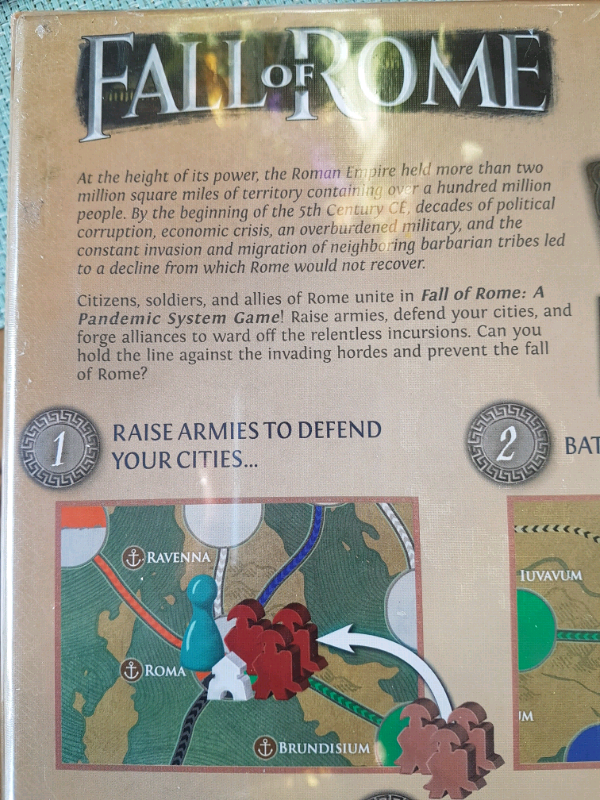 FALL OF ROME
At the height of its power, the Roman Empire held more than two
million square miles of territory containing over a hundred million
people. By the beginning of the 5th Century CE, decades of political
corruption, economic crisis, an overburdened military, and the
constant invasion and migration of neighboring barbarian tribes led
to a decline from which Rome would not recover.
Citizens, soldiers, and allies of Rome unite in Fall of Rome: A
Pandemic System Game! Raise armies, defend your cities, and
forge alliances to ward off the relentless incursions. Can you
hold the line against the invading hordes and prevent the fall
of Rome?
1
RAISE ARMIES TO DEFEND
YOUR CITIES...
2
BAT
RAVENNA
ROMA
BRUNDISIUM
IUVAVUM
UM